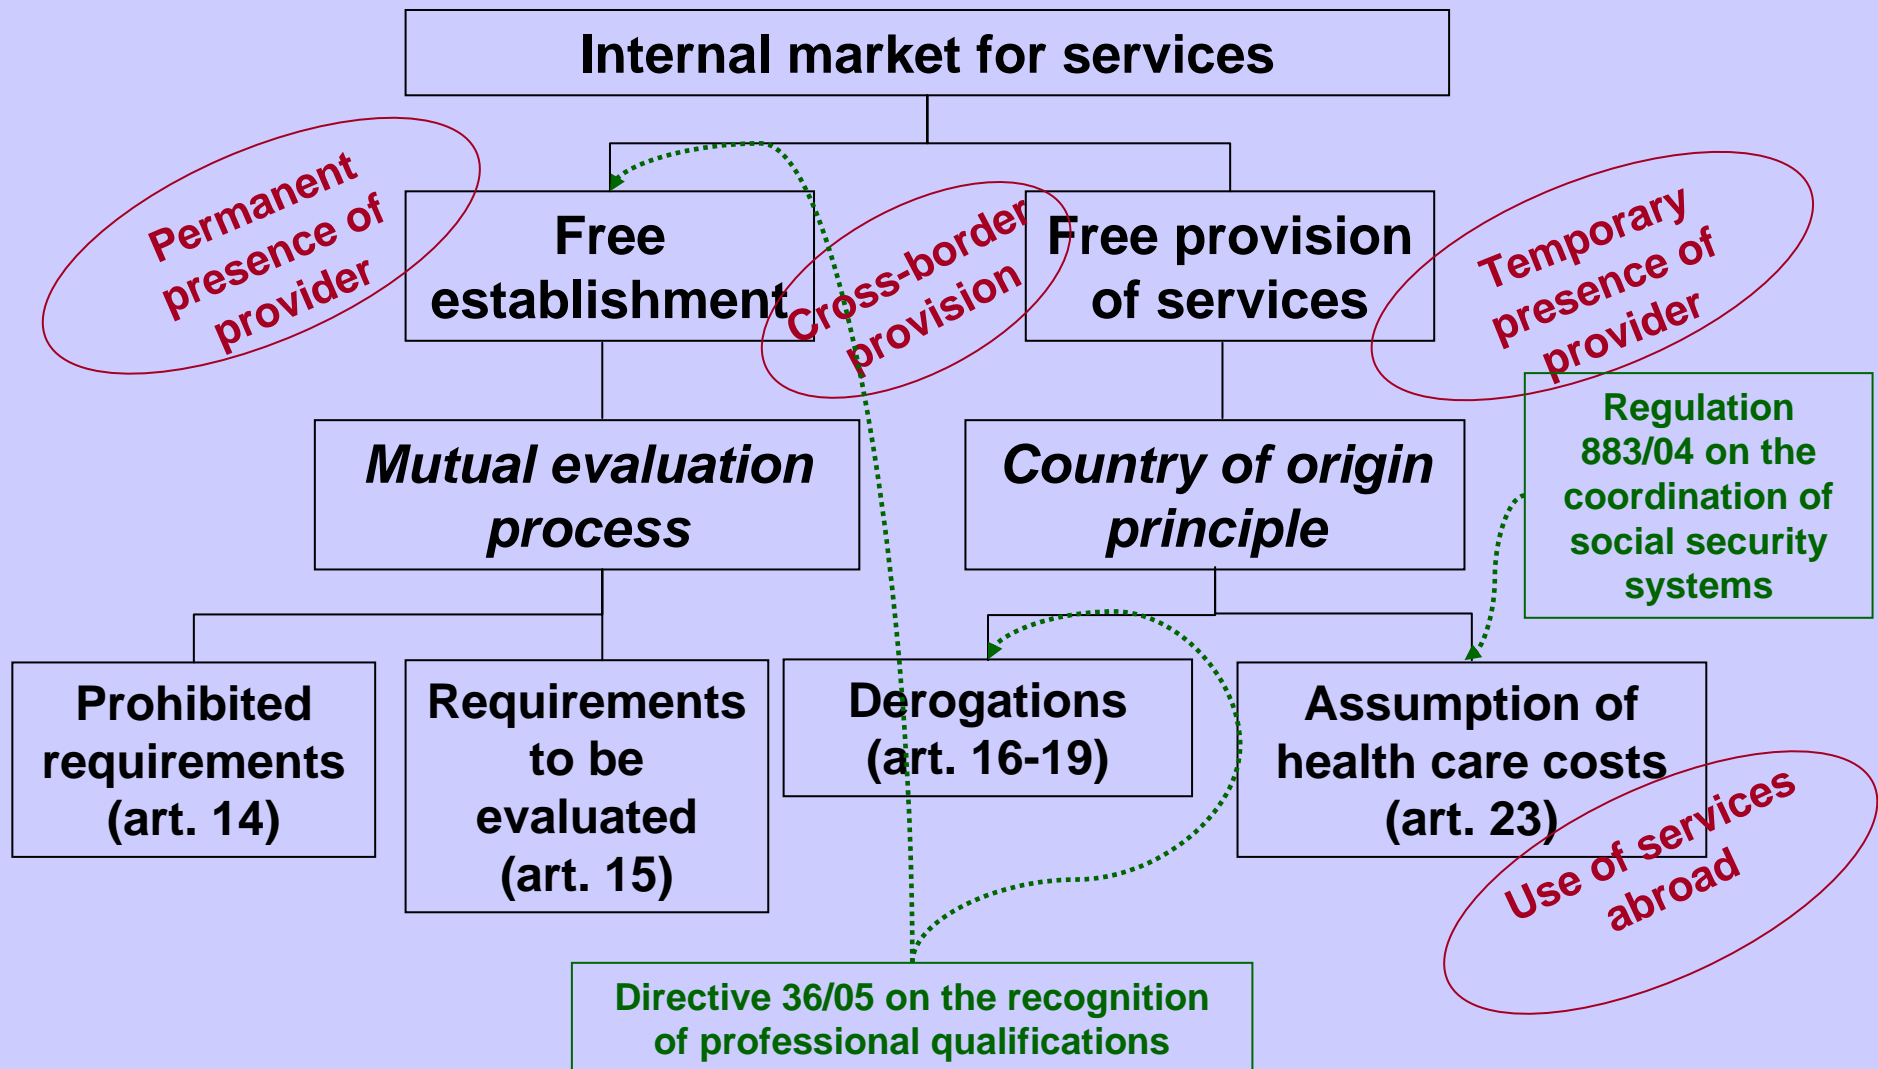 Internal market for services
Permanent
presence of
provider
Free
establishment
Cross-border
provision
Free provision
of services
Temporary
presence of
provider
Mutual evaluation
process
Country of origin
principle
Regulation
883/04 on the
coordination of
social security
systems
Prohibited
requirements
(art. 14)
Requirements
to be
evaluated
(art. 15)
Derogations
(art. 16-19)
Assumption of
health care costs
(art. 23)
Use of services
abroad
Directive 36/05 on the recognition
of professional qualifications